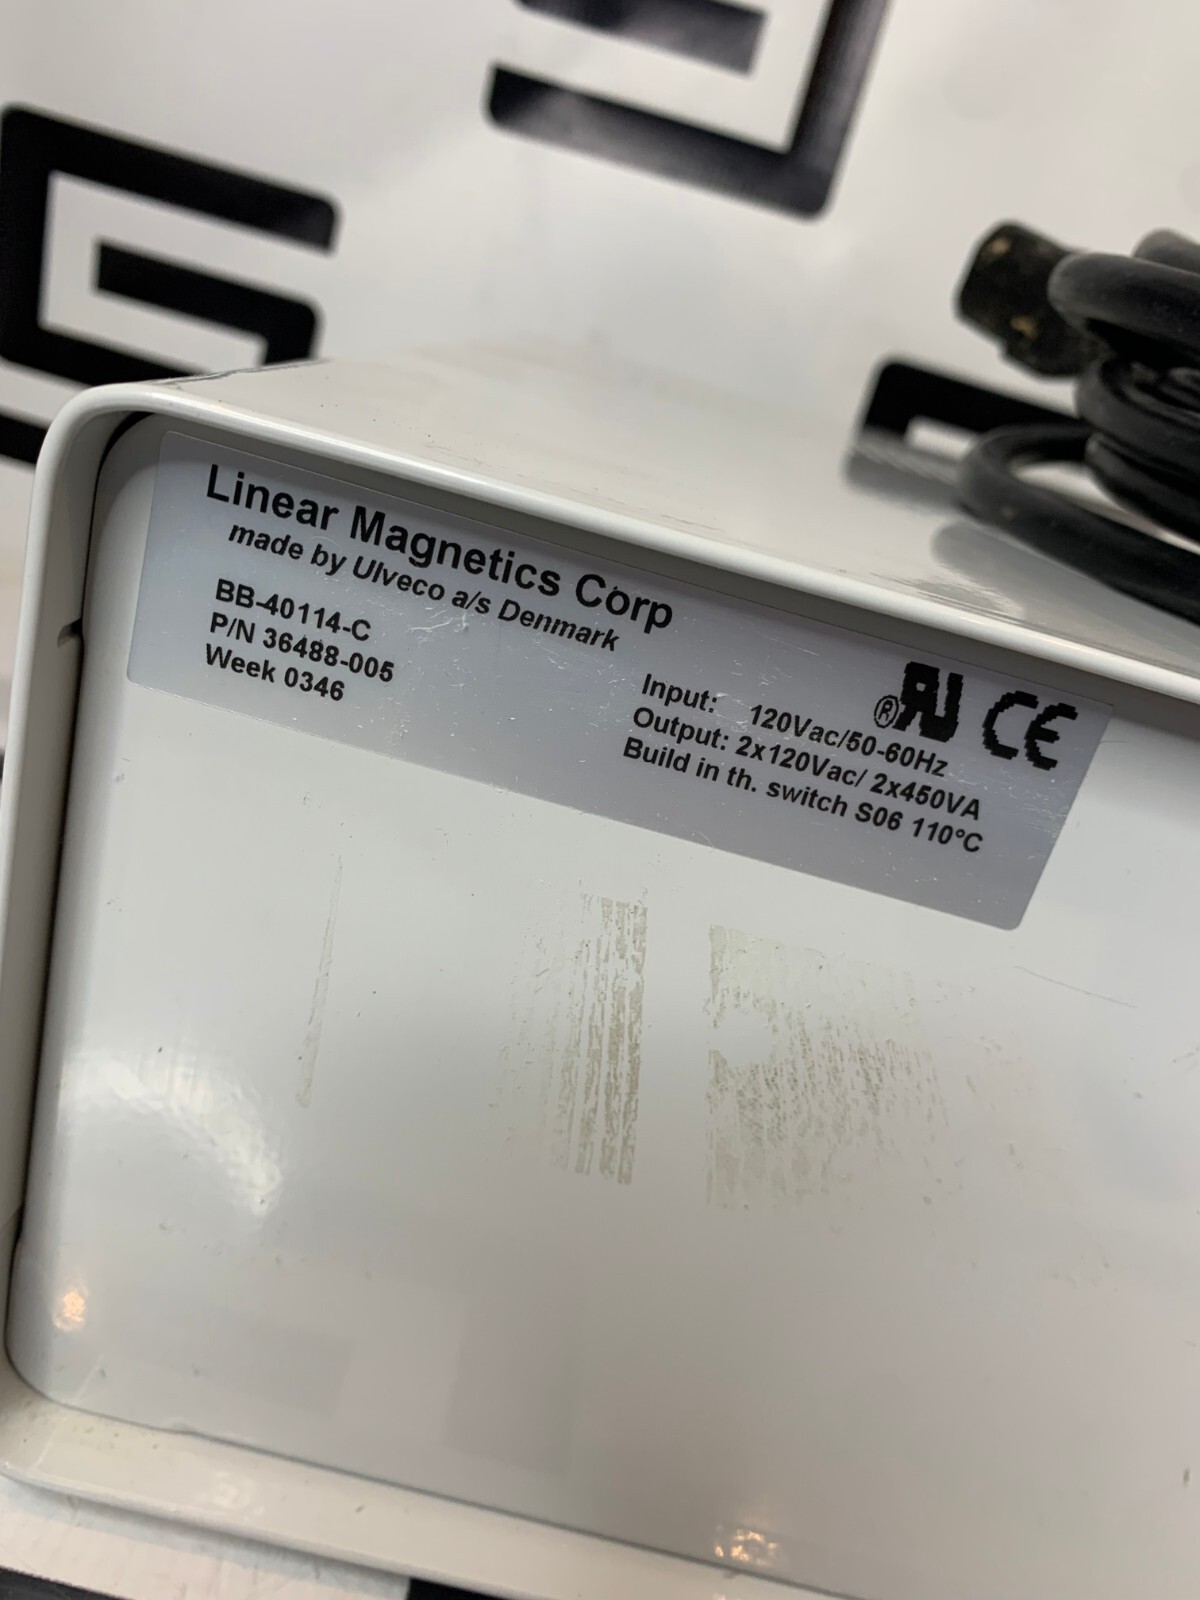 Linear Magnetics Corp
made by Ulveco a/s Denmark
BB-40114-C
P/N 36488-005
Week 0346
Input: 120Vac/50-60Hz
Output: 2x120Vac/ 2x450VA
Build in th. switch S06 110°C
® RU CE